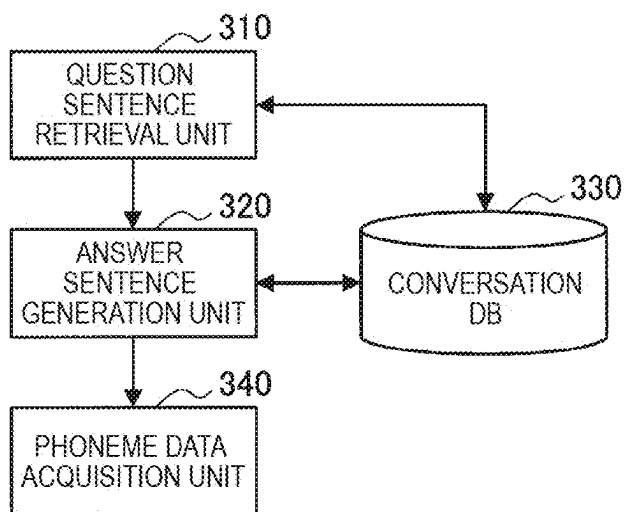 310
QUESTION
SENTENCE
RETRIEVAL UNIT
320
330
ANSWER
SENTENCE
GENERATION UNIT
CONVERSATION
DB
340
PHONEME DATA
ACQUISITION UNIT